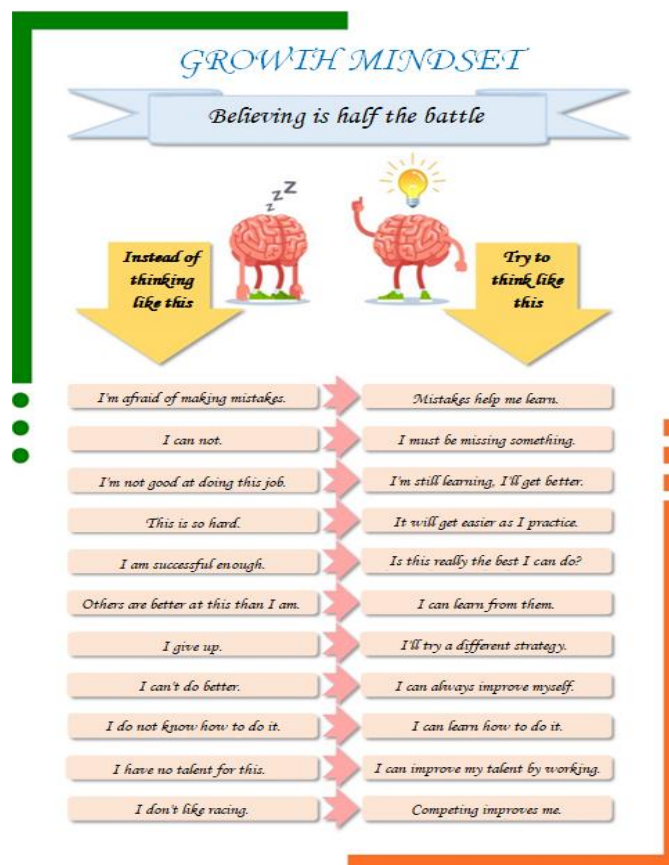 GROWTH MINDSET
Believing is half the battle
zzZ
Instead of
thinking
like this
Try to
think like
this
I'm afraid of making mistakes.
Mistakes help me learn.
I can not.
I must be missing something.
I'm not good at doing this job.
I'm still learning, I'll get better.
This is so hard.
It will get easier as I practice.
I am successful enough.
Is this really the best I can do?
Others are better at this than I am.
I can learn from them.
I give up.
I'll try a different strategy.
I can't do better.
I can always improve myself.
I do not know how to do it.
I can learn how to do it.
I have no talent for this.
I can improve my talent by working.
I don't like racing.
Competing improves me.